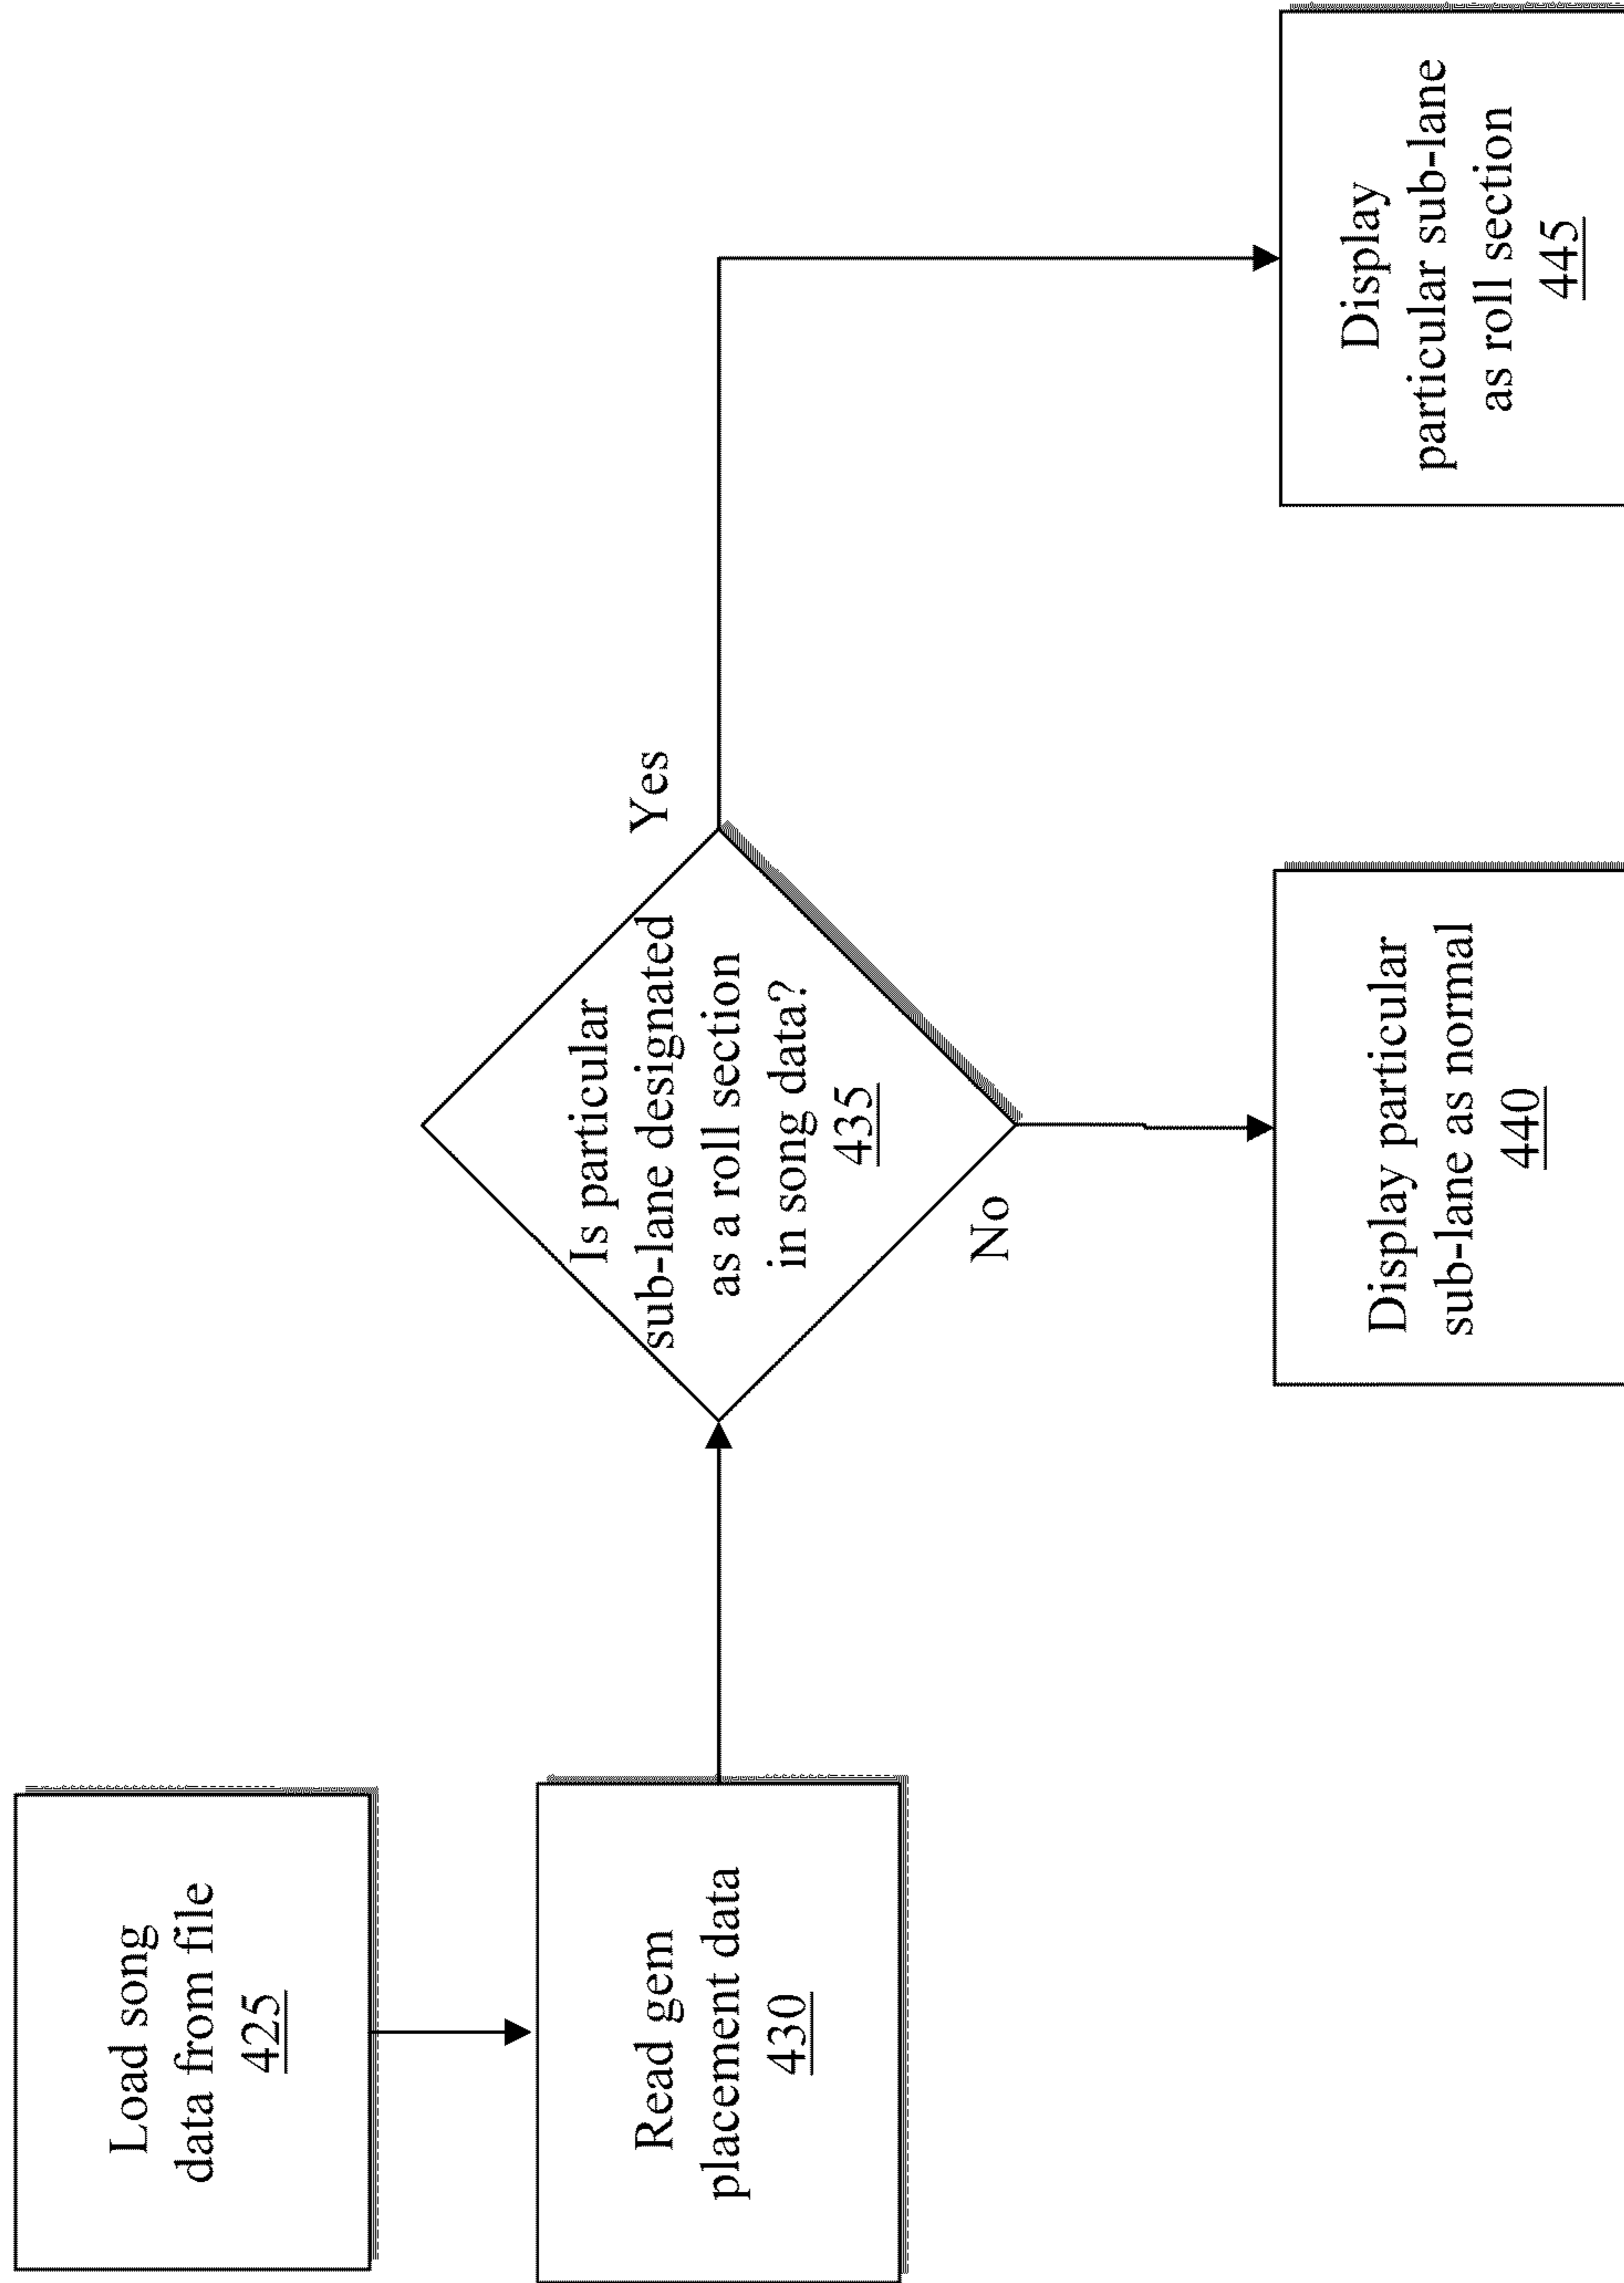 Load song
data from file
425
Read gem
placement data
430
Is particular
sub-lane designated
as a roll section
in song data?
435
Yes
No
Display particular
sub-lane as normal
440
Display
particular sub-lane
as roll section
445